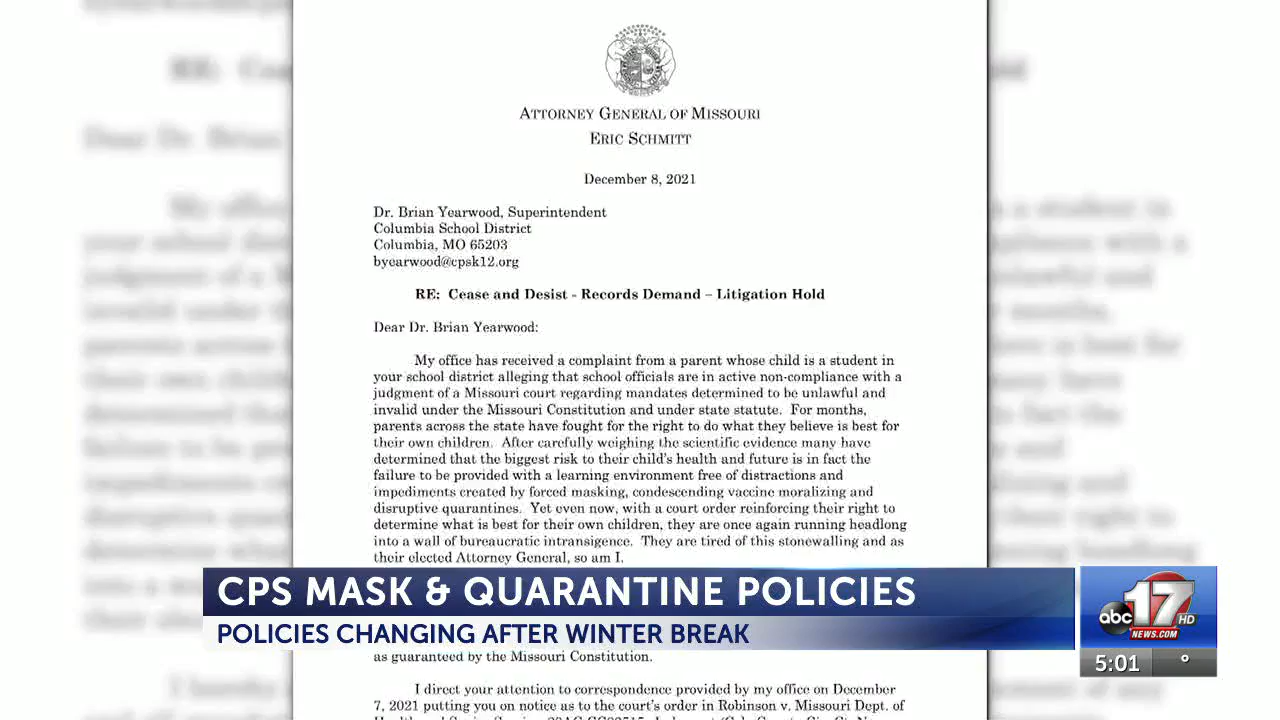 ATTORNEY GENERAL OF MISSOURI
ERIC SCHMITT
December 8, 2021
Dr. Brian Yearwood, Superintendent
Columbia School District
Columbia, MO 65203
byearwood@cpsk12.org
RE: Cease and Desist - Records Demand – Litigation Hold
Dear Dr. Brian Yearwood:
My office has received a complaint from a parent whose child is a student in
your school district alleging that school officials are in active non-compliance with a
judgment of a Missouri court regarding mandates determined to be unlawful and
invalid under the Missouri Constitution and under state statute. For months,
parents across the state have fought for the right to do what they believe is best for
their own children. After carefully weighing the scientific evidence many have
determined that the biggest risk to their child's health and future is in fact the
failure to be provided with a learning environment free of distractions and
impediments created by forced masking, condescending vaccine moralizing and
disruptive quarantines. Yet even now, with a court order reinforcing their right to
determine what is best for their own children, they are once again running headlong
into a wall of bureaucratic intransigence. They are tired of this stonewalling and as
their elected Attorney General, so am I.
CPS MASK & QUARANTINE POLICIES
POLICIES CHANGING AFTER WINTER BREAK
abc 17 HD
NEWS.COM
5:01 °
as guaranteed by the Missouri Constitution.
I direct your attention to correspondence provided by my office on December
7, 2021 putting you on notice as to the court's order in Robinson v. Missouri Dept. of